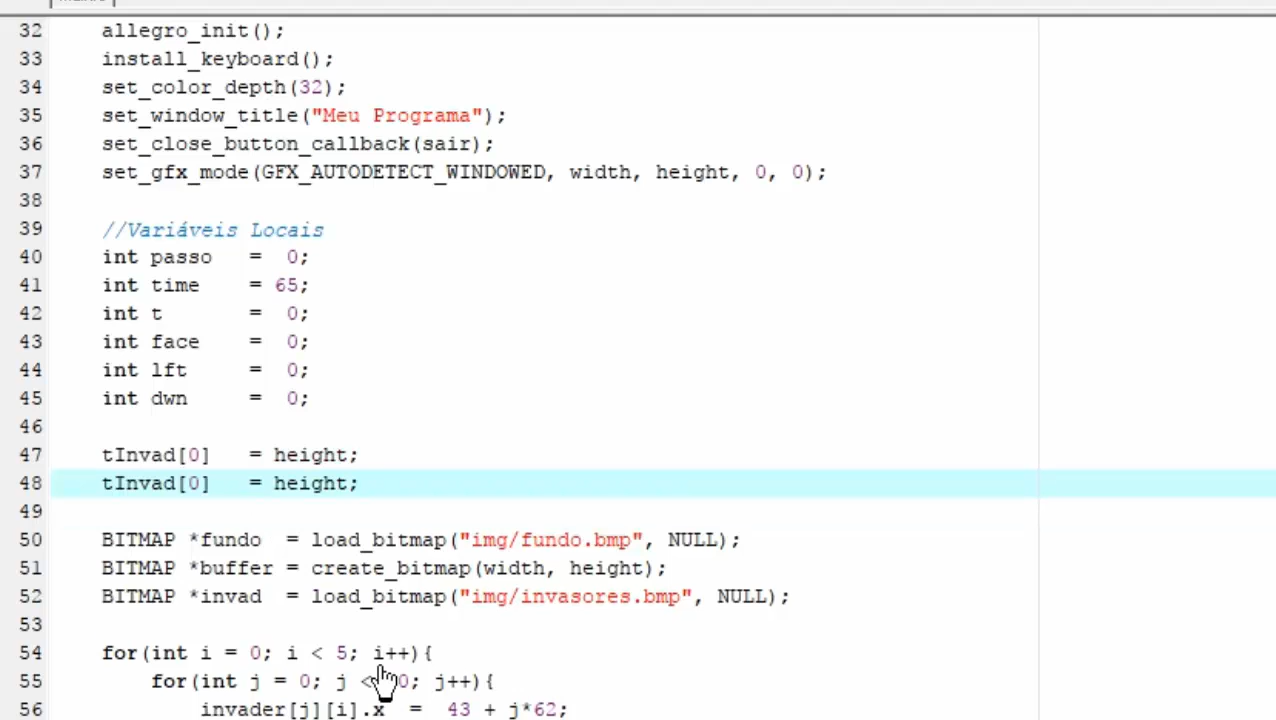 32 allegro_init();
33 install_keyboard();
34 set_color_depth(32);
35 set_window_title("Meu Programa");
36 set_close_button_callback(sair);
37 set_gfx_mode(GFX_AUTODETECT_WINDOWED, width, height, 0, 0);
38
39 //Variáveis Locais
40 int passo = 0;
41 int time = 65;
42 int t = 0;
43 int face = 0;
44 int lft = 0;
45 int dwn = 0;
46
47 tInvad[0] = height;
48 tInvad[0] = height;
49
50 BITMAP *fundo = load_bitmap("img/fundo.bmp", NULL);
51 BITMAP *buffer = create_bitmap(width, height);
52 BITMAP *invad = load_bitmap("img/invasores.bmp", NULL);
53
54 for(int i = 0; i < 5; i++){
55 for(int j = 0; j < 0; j++){
56 invader[j][i].x = 43 + j*62;